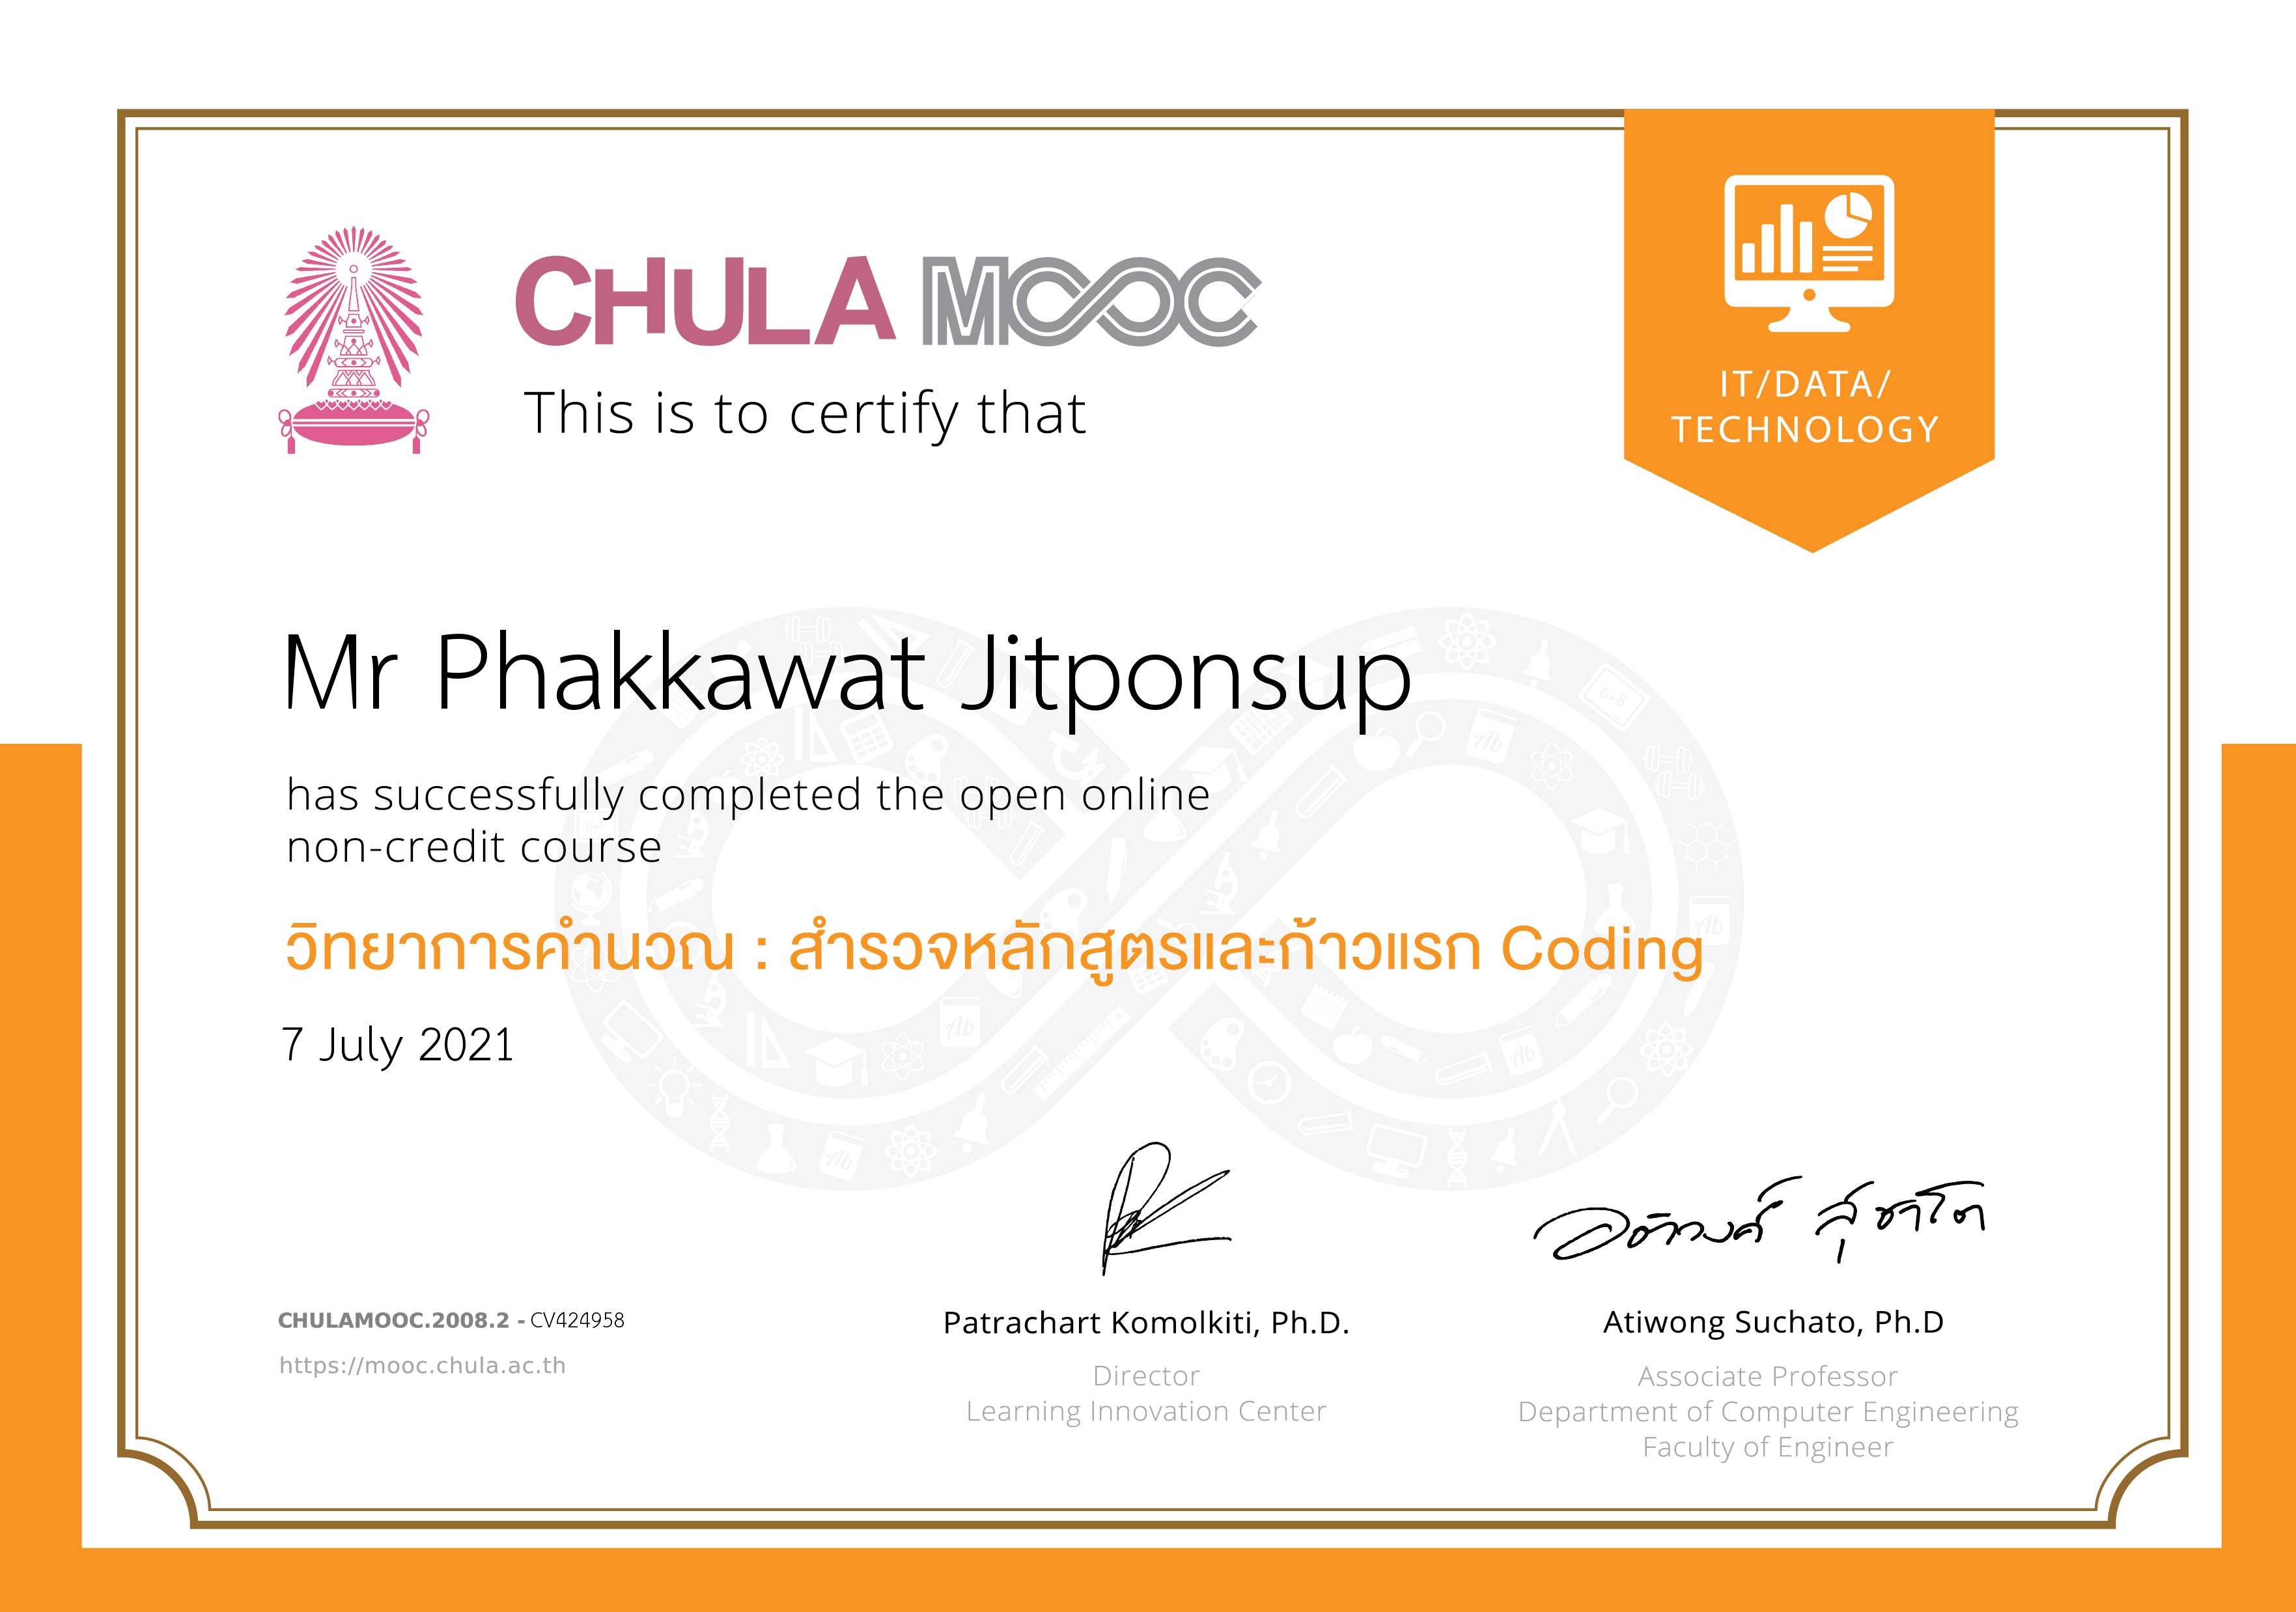 CHULA MOOC
This is to certify that
IT/DATA/
TECHNOLOGY
Mr Phakkawat Jitponsup
has successfully completed the open online
non-credit course
วิทยาการคำนวณ : สำรวจหลักสูตรและก้าวแรก Coding
7 July 2021
อติวงศ์ สุชาโต
CHULAMOOC.2008.2 - CV424958
https://mooc.chula.ac.th
Patrachart Komolkiti, Ph.D.
Director
Learning Innovation Center
Atiwong Suchato, Ph.D
Associate Professor
Department of Computer Engineering
Faculty of Engineer